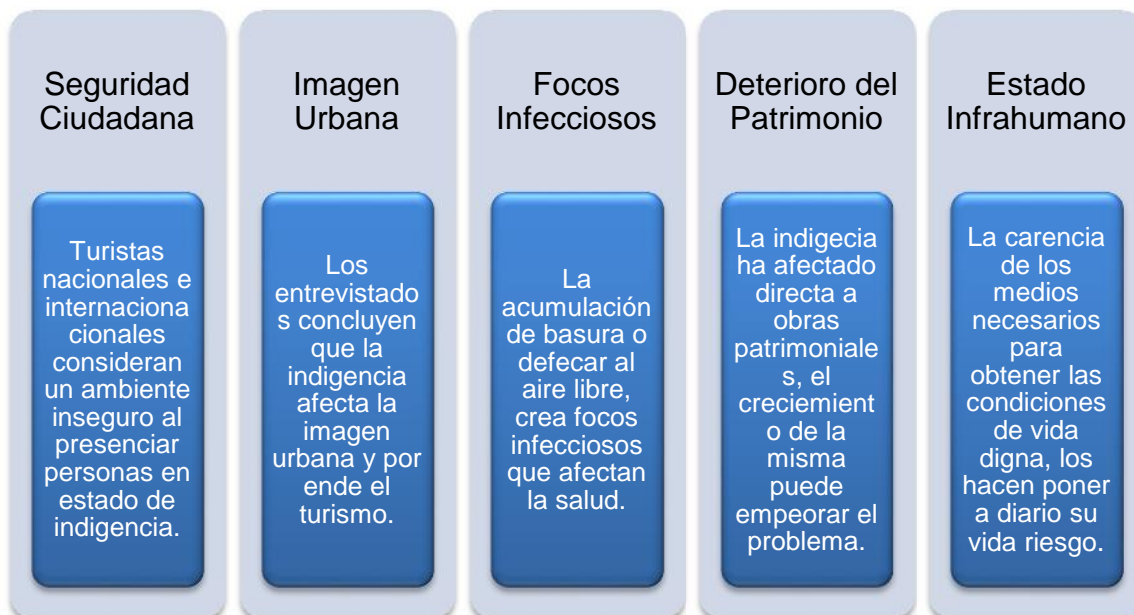 Seguridad
Ciudadana
Turistas
nacionales e
internaciona
cionales
consideran
un ambiente
inseguro al
presenciar
personas en
estado de
indigencia.
Imagen
Urbana
Los
entrevistado
s concluyen
que la
indigencia
afecta la
imagen
urbana y por
ende el
turismo.
Focos
Infecciosos
La
acumulación
de basura o
defecar al
aire libre,
crea focos
infecciosos
que afectan
la salud.
Deterioro del
Patrimonio
La indigecia
ha afectado
directa a
obras
patrimoniale
s, el
creciemient
o de la
misma
puede
empeorar el
problema.
Estado
Infrahumano
La carencia
de los
medios
necesarios
para
obtener las
condiciones
de vida
digna, los
hacen poner
a diario su
vida riesgo.